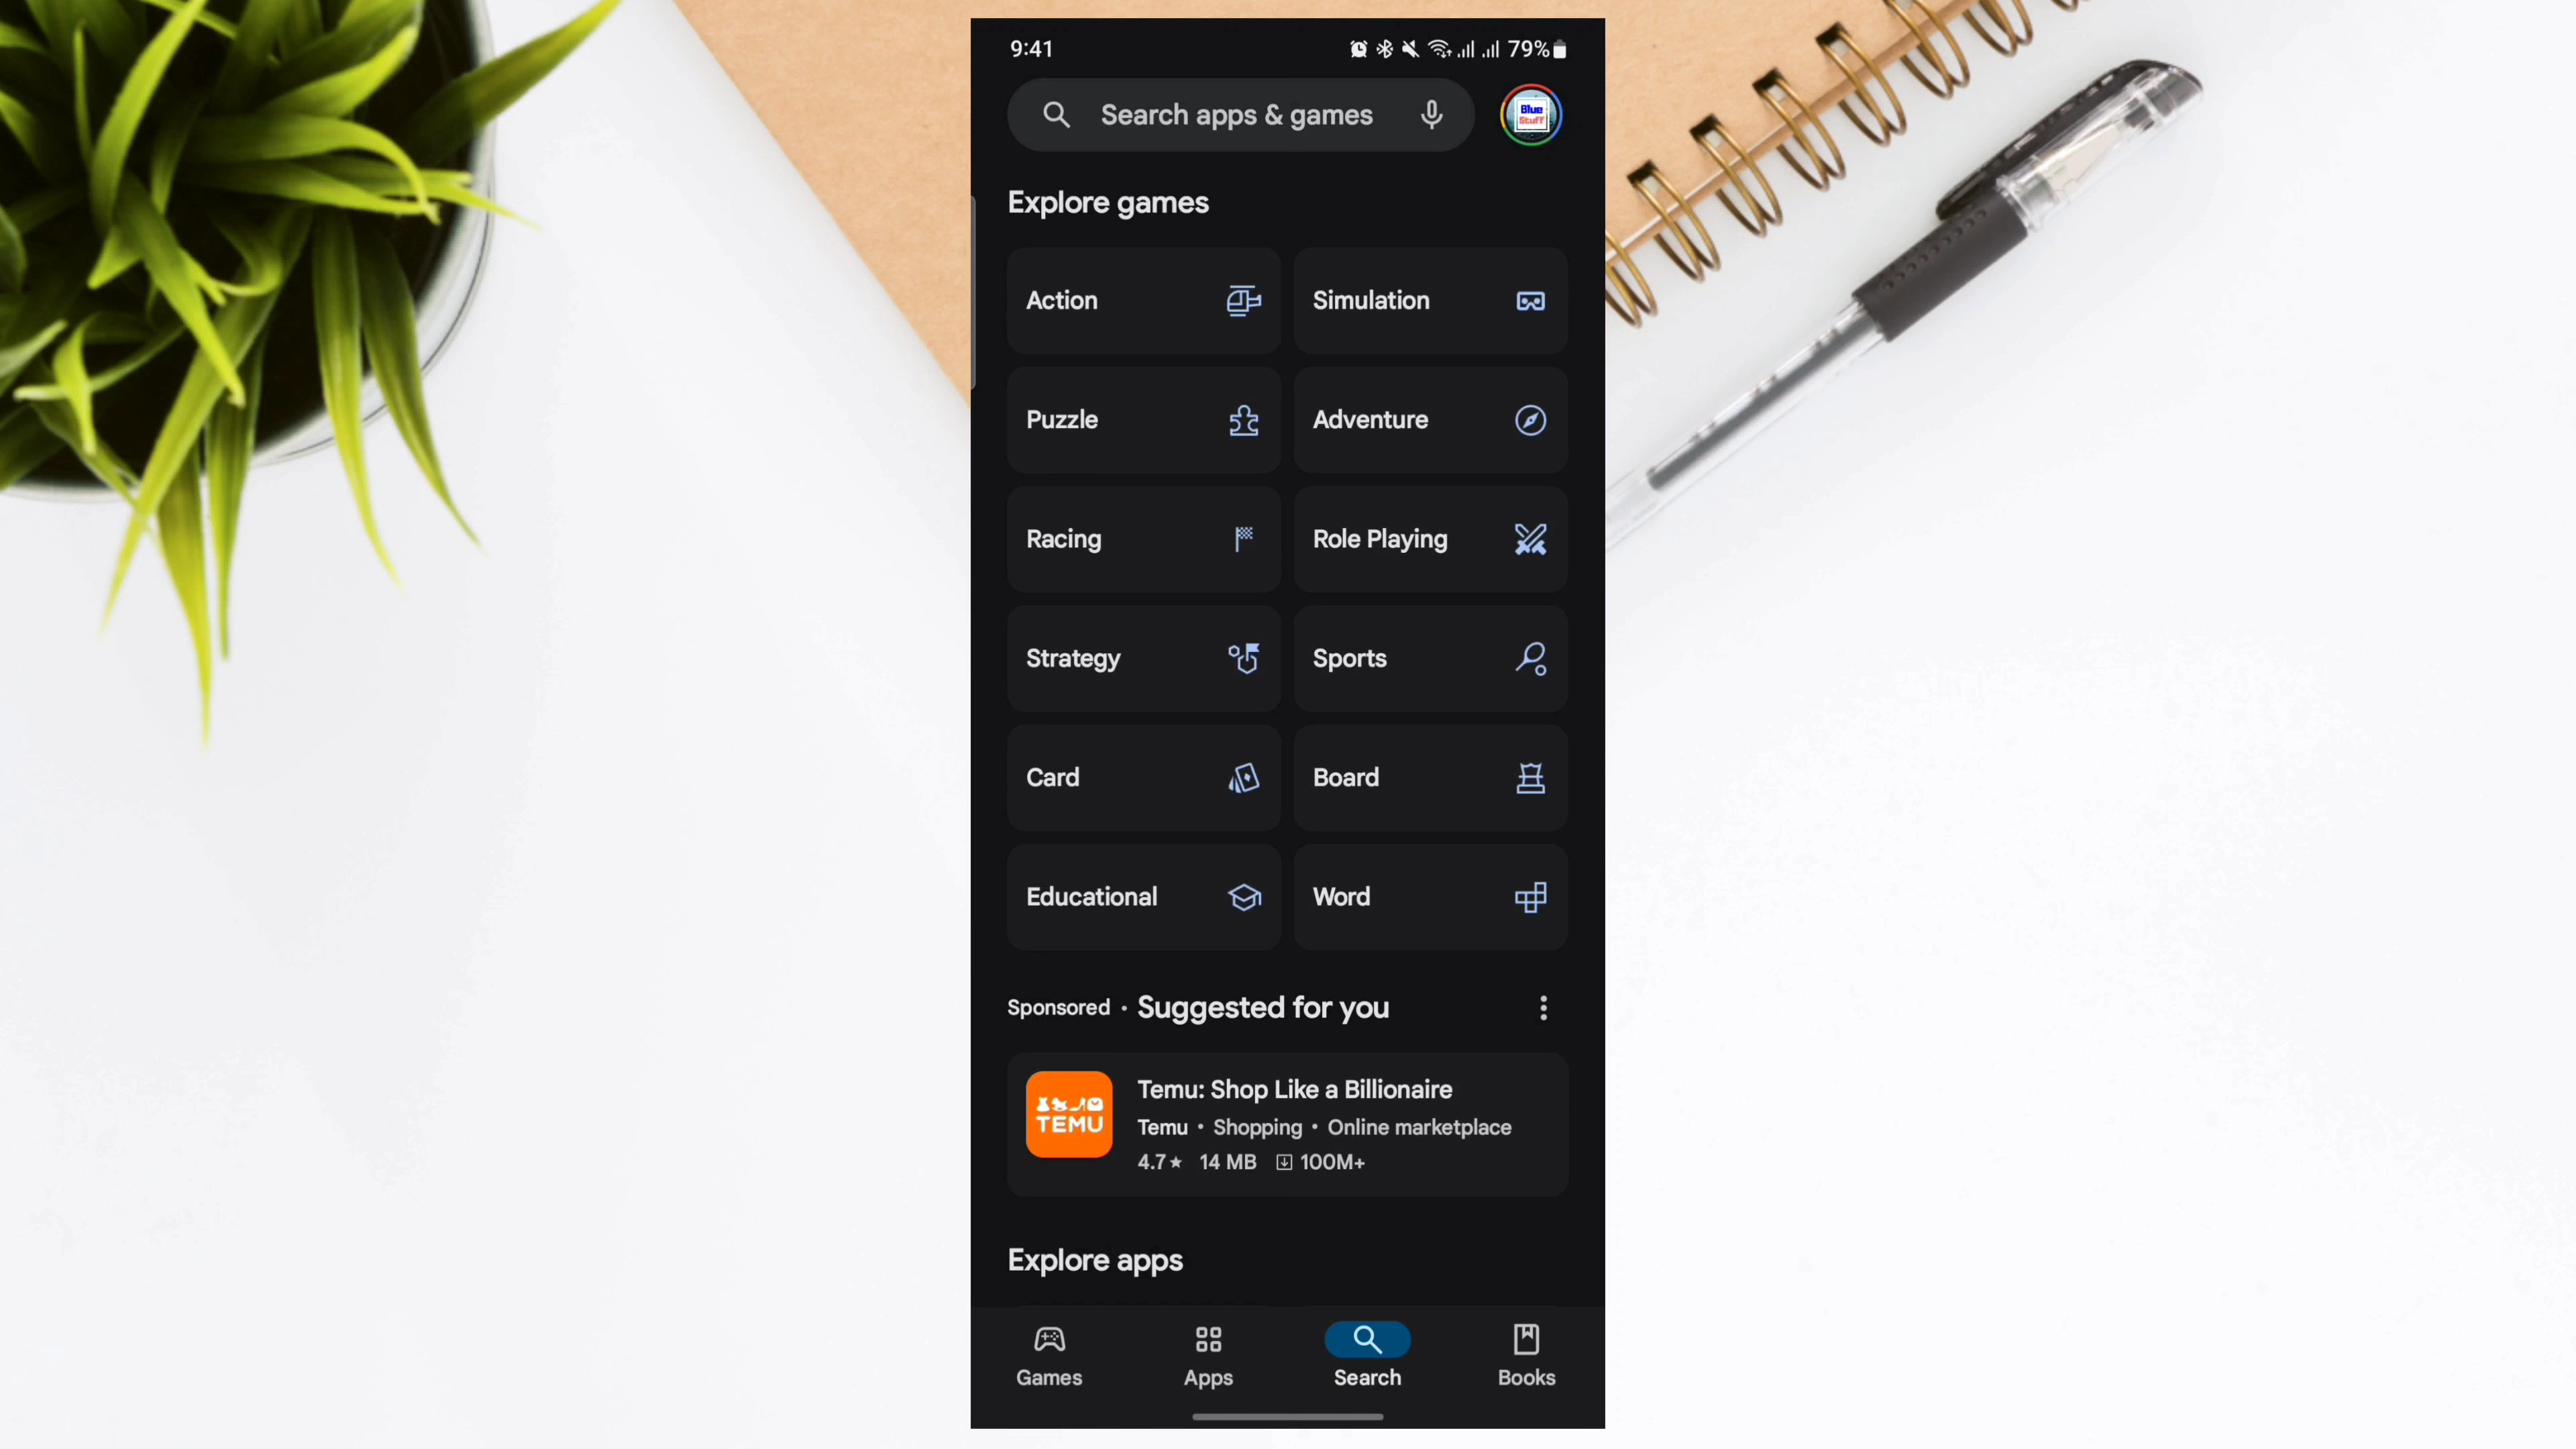 9:41
79%
Search apps & games
Blue
Stuff
Explore games
Action
Simulation
Puzzle
Adventure
Racing
Role Playing
Strategy
Sports
Card
Board
Educational
Word
Sponsored • Suggested for you
TEMU
Temu: Shop Like a Billionaire
Temu • Shopping • Online marketplace
4.7★ 14 MB 100M+
Explore apps
Games
Apps
Search
Books